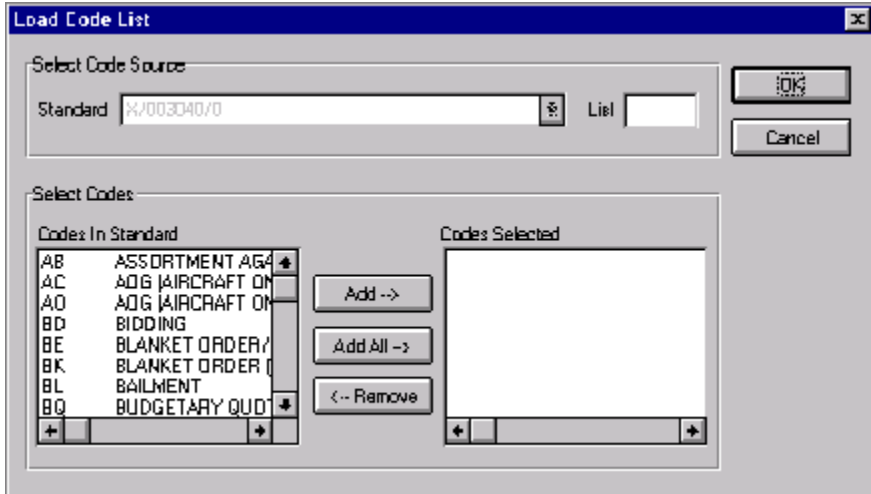 Load Code List
Select Code Source
Standard X/003040/0 List
OK
Cancel
Select Codes
Codes In Standard
Codes Selected
AB ASSORTMENT AGA
AC AOG (AIRCRAFT ON
AO AOG (AIRCRAFT ON
BD BIDDING
BE BLANKET ORDER/
BK BLANKET ORDER (
BL BAILMENT
BQ BUDGETARY QUOT
Add -->
Add All -->
<-- Remove